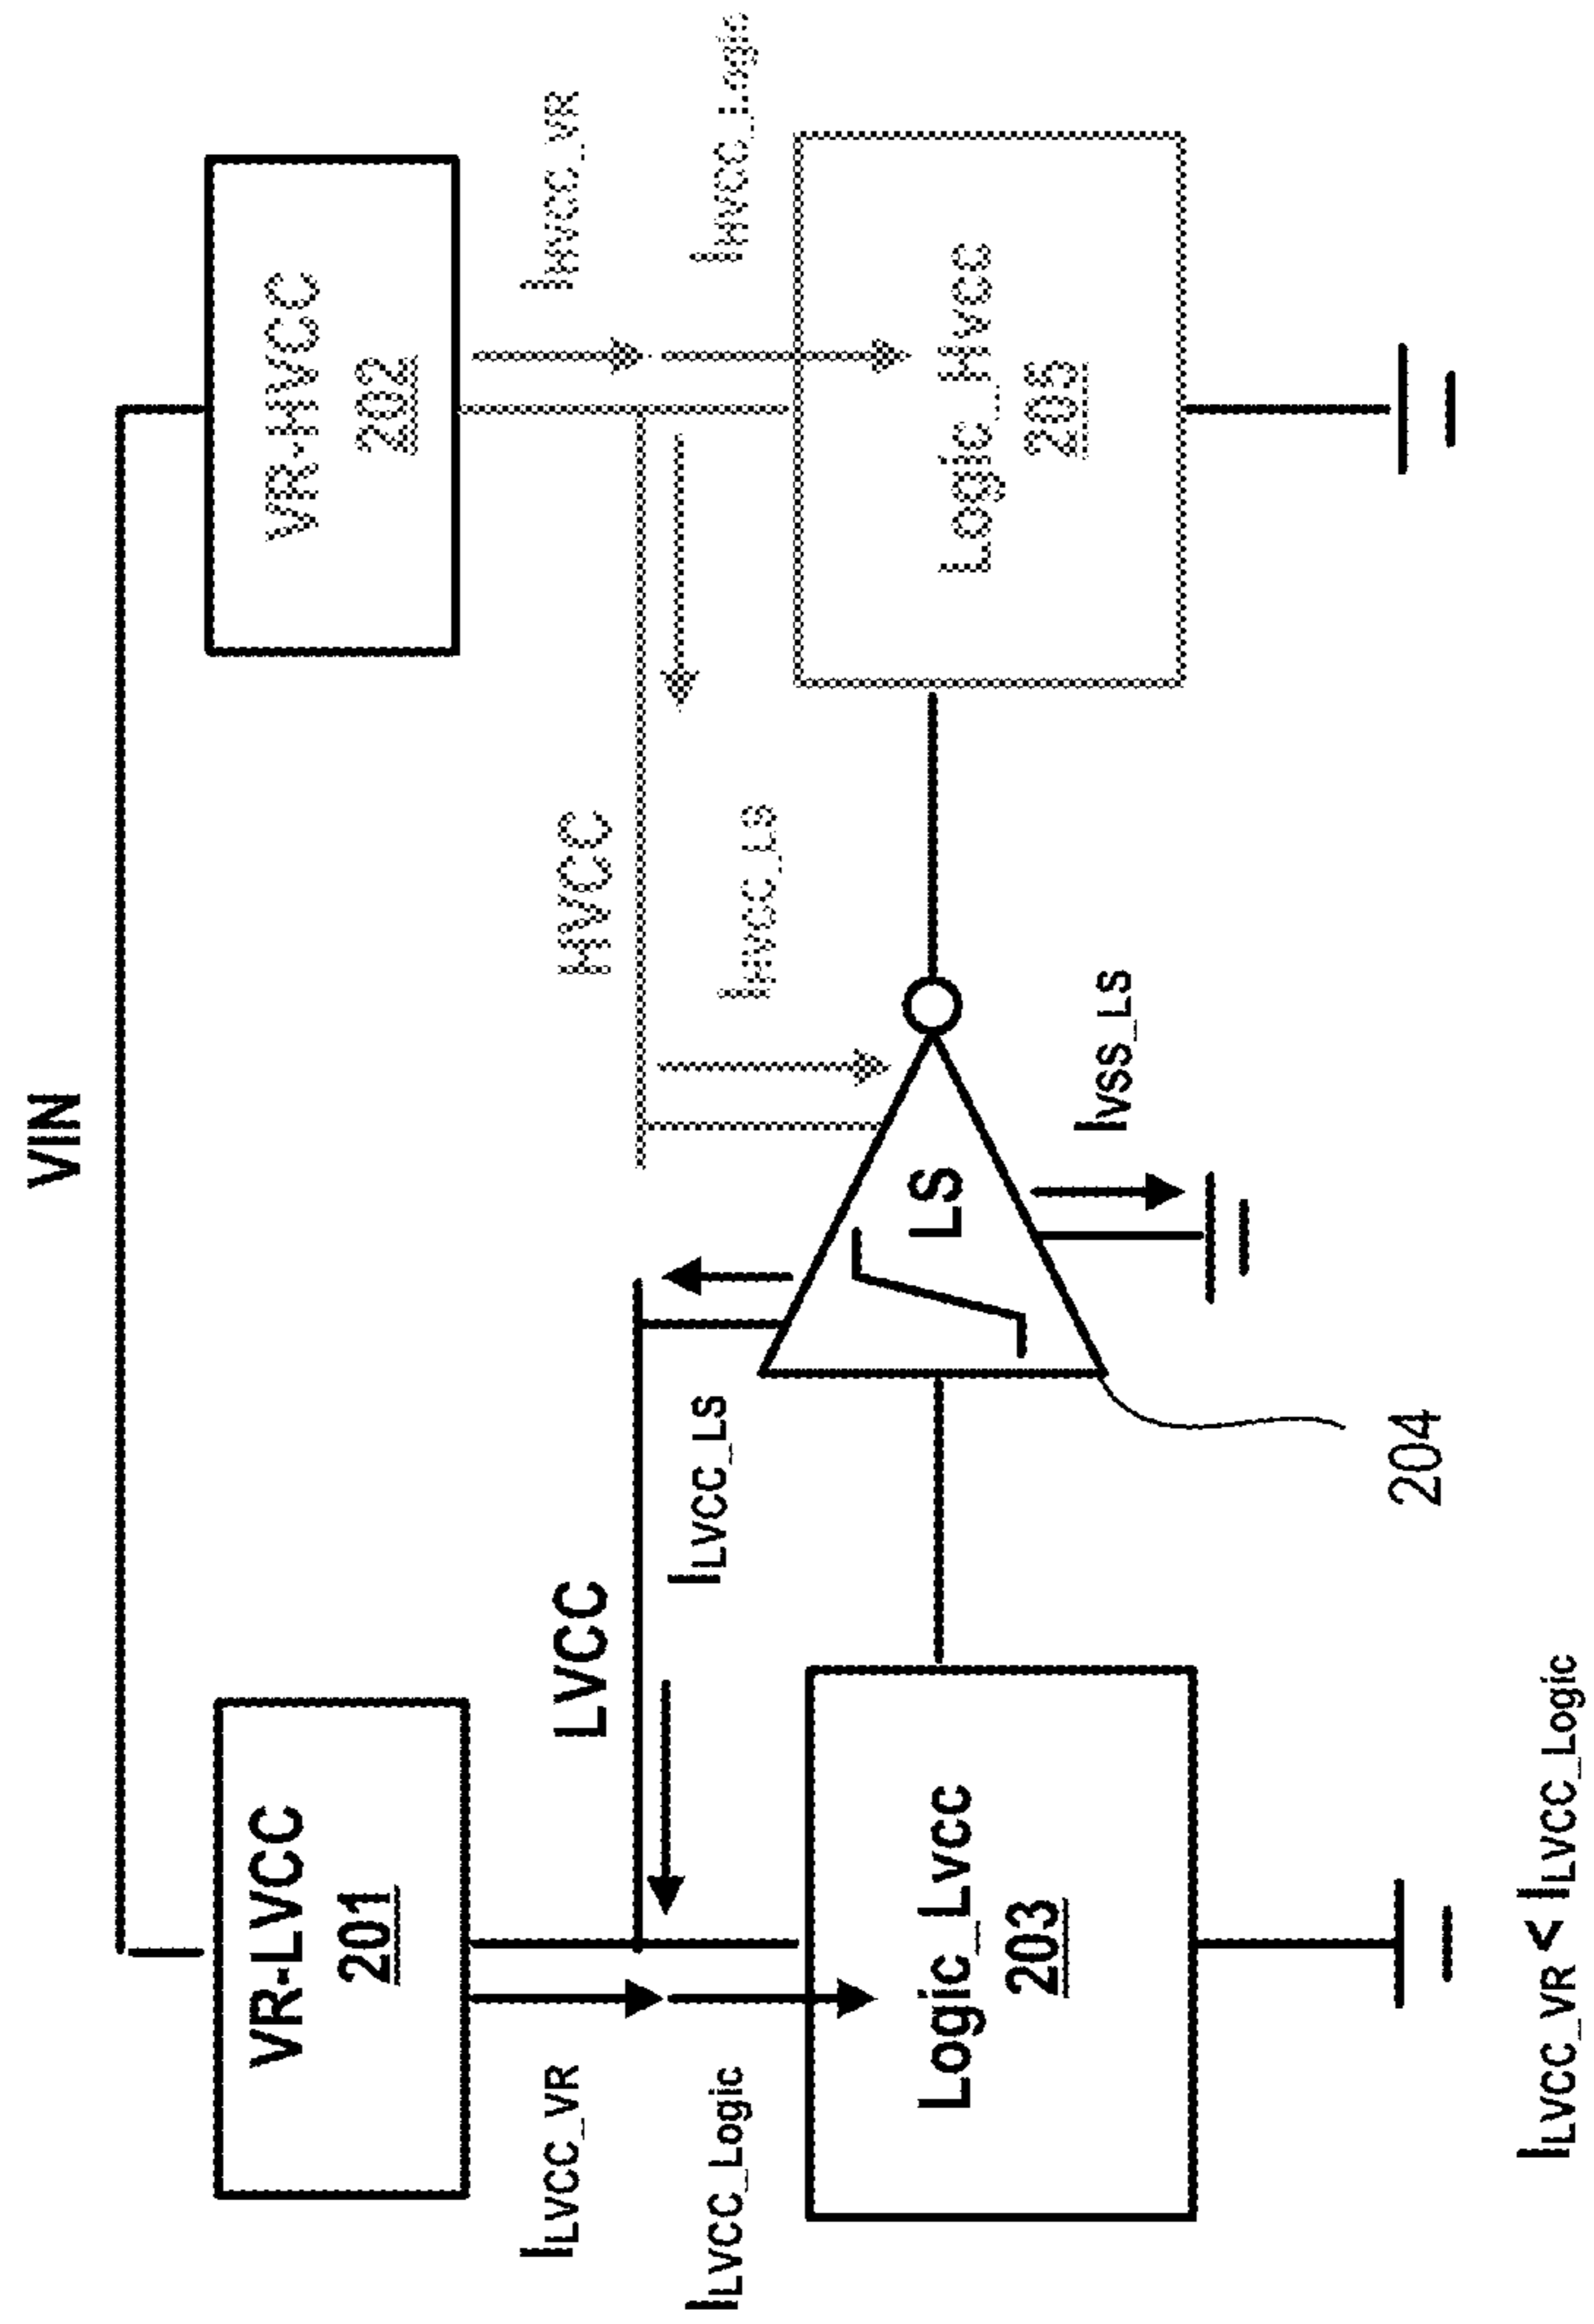 VIN
VR-LVCC
201
VR-HVCC
202
ILVCC_VR
LVCC
HVCC
IHVCC_VR
ILVCC_Logic
ILVCC_LS
IHVCC_LS
IHVCC_Logic
Logic_Lvcc
203
LS
Logic_Hvcc
205
IVSS_LS
204
ILVCC_VR < ILVCC_Logic